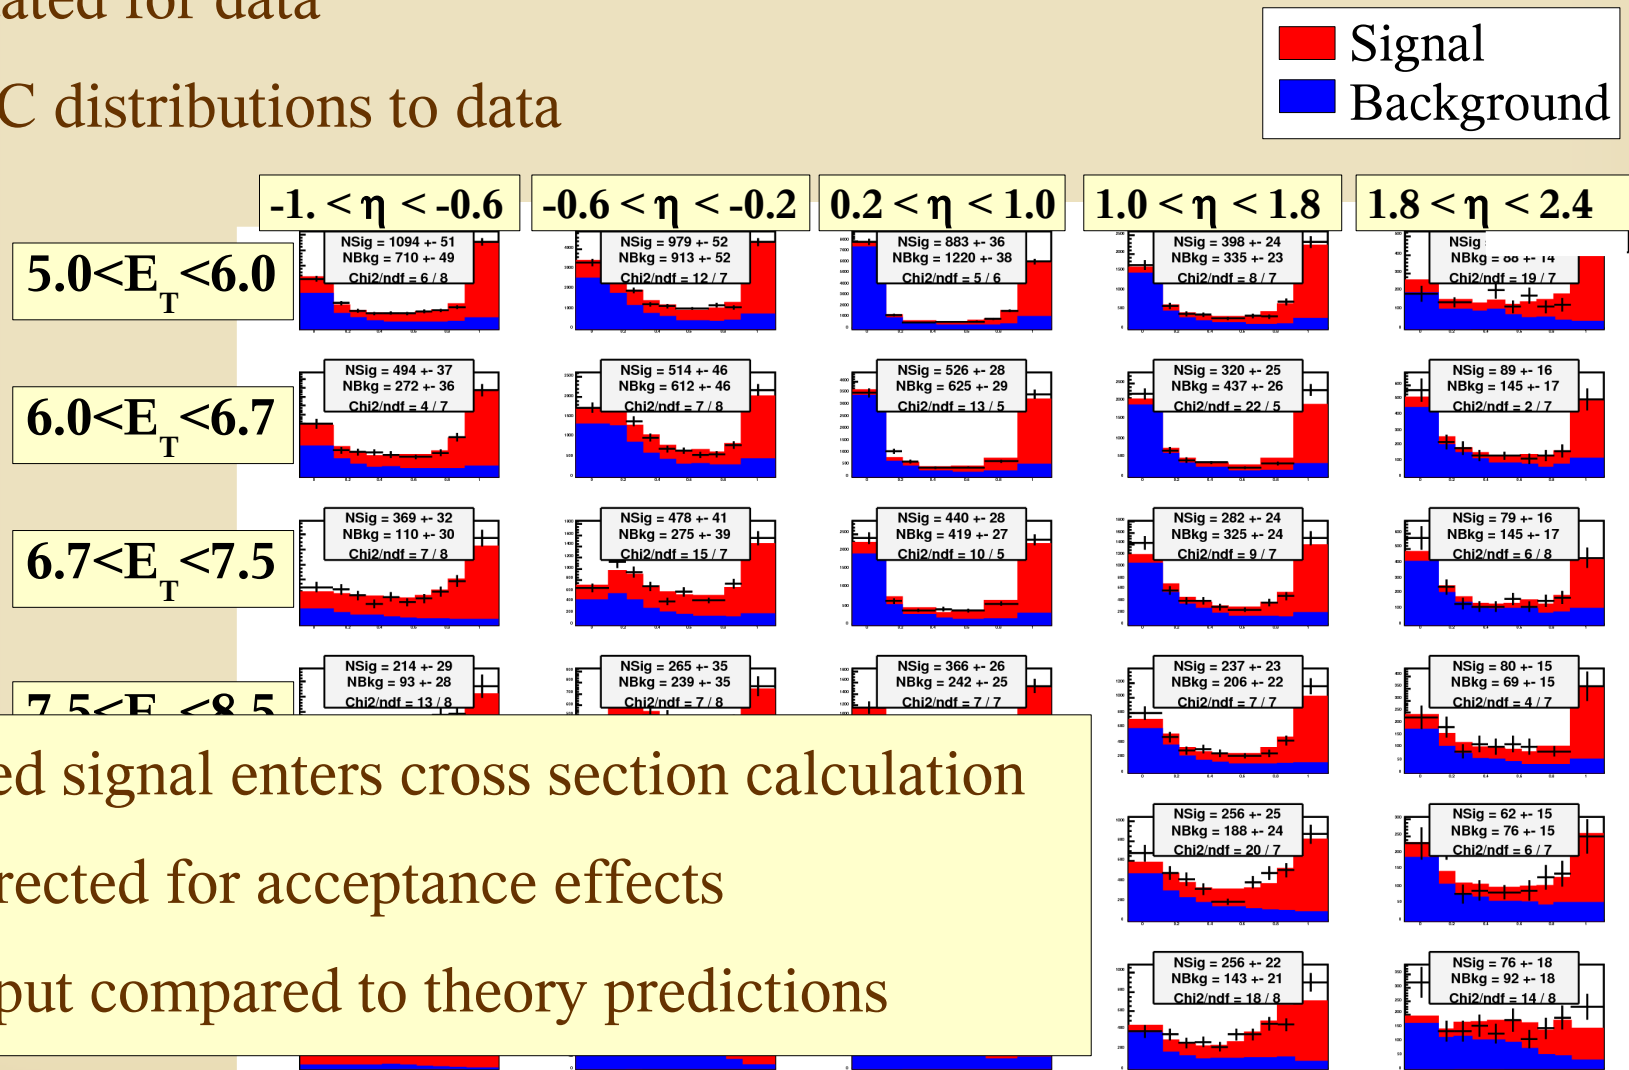 ated for data
C distributions to data
Signal
Background
-1. < η < -0.6
-0.6 < η < -0.2
0.2 < η < 1.0
1.0 < η < 1.8
1.8 < η < 2.4
5.0<E_T<6.0
NSig = 1094 +- 51
NBkg = 710 +- 49
Chi2/ndf = 6 / 8
NSig = 979 +- 52
NBkg = 913 +- 52
Chi2/ndf = 12 / 7
NSig = 883 +- 36
NBkg = 1220 +- 38
Chi2/ndf = 5 / 6
NSig = 398 +- 24
NBkg = 335 +- 23
Chi2/ndf = 8 / 7
NSig
NBkg = 88 +- 14
Chi2/ndf = 19 / 7
6.0<E_T<6.7
NSig = 494 +- 37
NBkg = 272 +- 36
Chi2/ndf = 4 / 7
NSig = 514 +- 46
NBkg = 612 +- 46
Chi2/ndf = 7 / 8
NSig = 526 +- 28
NBkg = 625 +- 29
Chi2/ndf = 13 / 5
NSig = 320 +- 25
NBkg = 437 +- 26
Chi2/ndf = 22 / 5
NSig = 89 +- 16
NBkg = 145 +- 17
Chi2/ndf = 2 / 7
6.7<E_T<7.5
NSig = 369 +- 32
NBkg = 110 +- 30
Chi2/ndf = 7 / 8
NSig = 478 +- 41
NBkg = 275 +- 39
Chi2/ndf = 15 / 7
NSig = 440 +- 28
NBkg = 419 +- 27
Chi2/ndf = 10 / 5
NSig = 282 +- 24
NBkg = 325 +- 24
Chi2/ndf = 9 / 7
NSig = 79 +- 16
NBkg = 145 +- 17
Chi2/ndf = 6 / 8
7.5<E_T<8.5
NSig = 214 +- 29
NBkg = 93 +- 28
Chi2/ndf = 13 / 8
NSig = 265 +- 35
NBkg = 239 +- 35
Chi2/ndf = 7 / 8
NSig = 366 +- 26
NBkg = 242 +- 25
Chi2/ndf = 7 / 7
NSig = 237 +- 23
NBkg = 206 +- 22
Chi2/ndf = 7 / 7
NSig = 80 +- 15
NBkg = 69 +- 15
Chi2/ndf = 4 / 7
ed signal enters cross section calculation
rected for acceptance effects
put compared to theory predictions
NSig = 256 +- 25
NBkg = 188 +- 24
Chi2/ndf = 20 / 7
NSig = 62 +- 15
NBkg = 76 +- 15
Chi2/ndf = 6 / 7
NSig = 256 +- 22
NBkg = 143 +- 21
Chi2/ndf = 18 / 8
NSig = 76 +- 18
NBkg = 92 +- 18
Chi2/ndf = 14 / 8